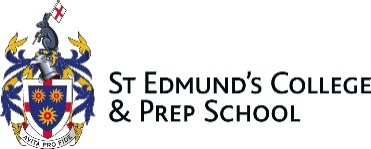 ST EDMUND'S COLLEGE
& PREP SCHOOL
AVITA PRO FIDE